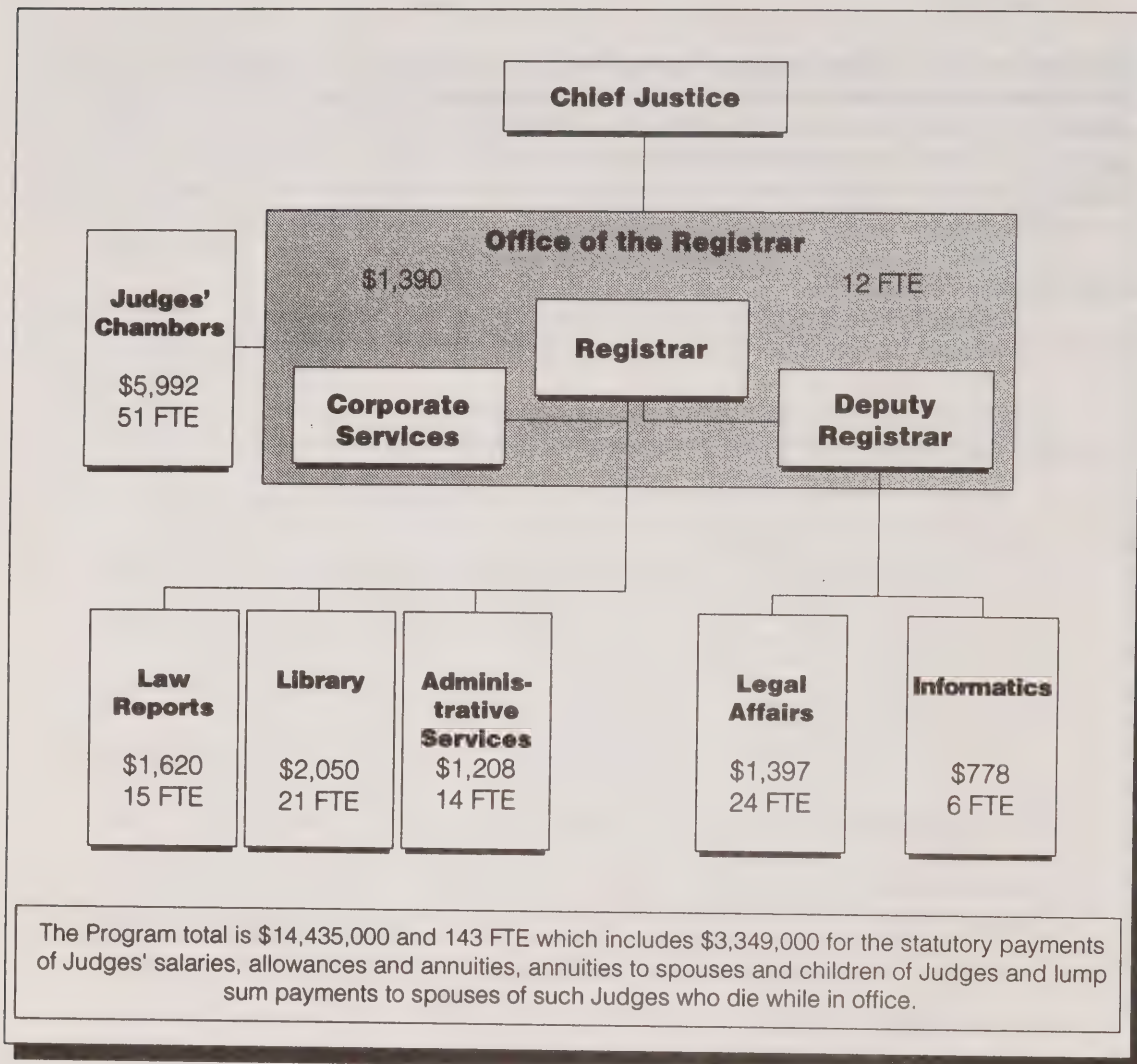 Chief Justice
Office of the Registrar
$1,390
12 FTE
Judges'
Chambers
$5,992
51 FTE
Registrar
Corporate
Services
Deputy
Registrar
Law
Reports
$1,620
15 FTE
Library
$2,050
21 FTE
Adminis-
trative
Services
$1,208
14 FTE
Legal
Affairs
$1,397
24 FTE
Informatics
$778
6 FTE
The Program total is $14,435,000 and 143 FTE which includes $3,349,000 for the statutory payments
of Judges' salaries, allowances and annuities, annuities to spouses and children of Judges and lump
sum payments to spouses of such Judges who die while in office.